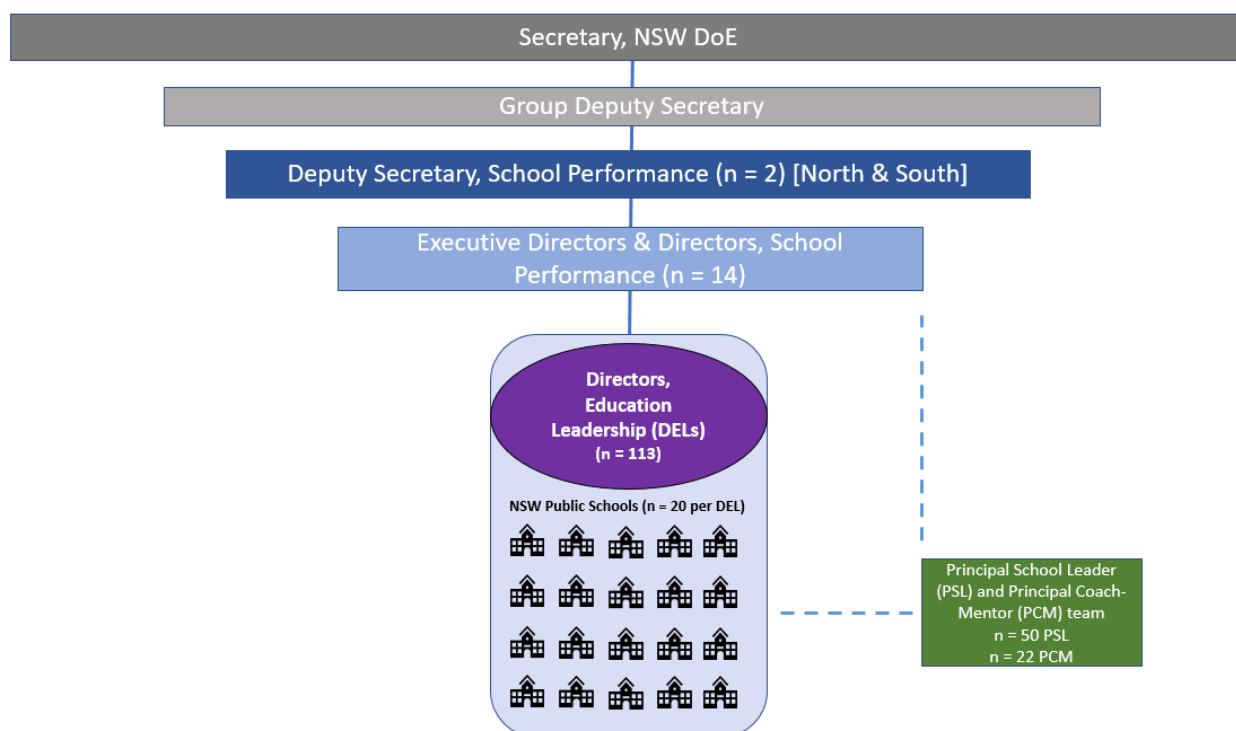 Secretary, NSW DoE
Group Deputy Secretary
Deputy Secretary, School Performance (n = 2) [North & South]
Executive Directors & Directors, School
Performance (n = 14)
Directors,
Education
Leadership (DELs)
(n = 113)
NSW Public Schools (n = 20 per DEL)
Principal School Leader
(PSL) and Principal Coach-
Mentor (PCM) team
n = 50 PSL
n = 22 PCM